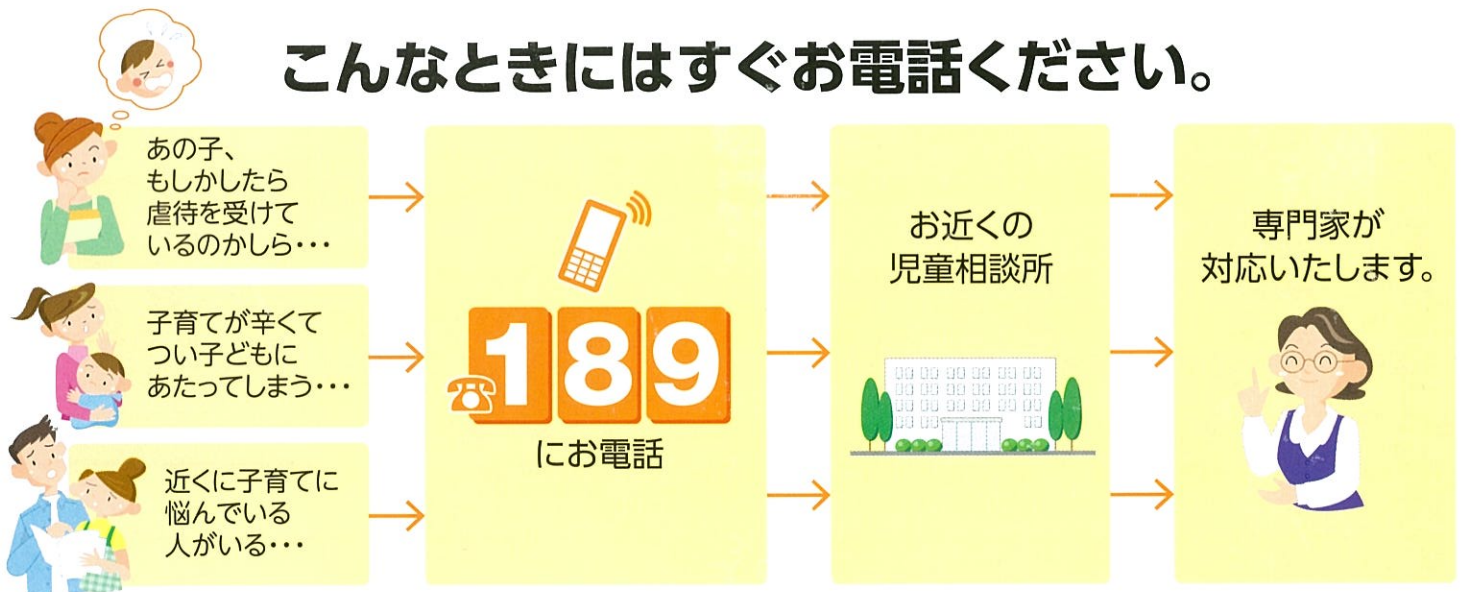 こんなときにはすぐお電話ください。
あの子、
もしかしたら
虐待を受けて
いるのかしら・・・
子育てが辛くて
つい子どもに
あたってしまう・・・
近くに子育てに
悩んでいる
人がいる・・・
189
にお電話
お近くの
児童相談所
専門家が
対応いたします。